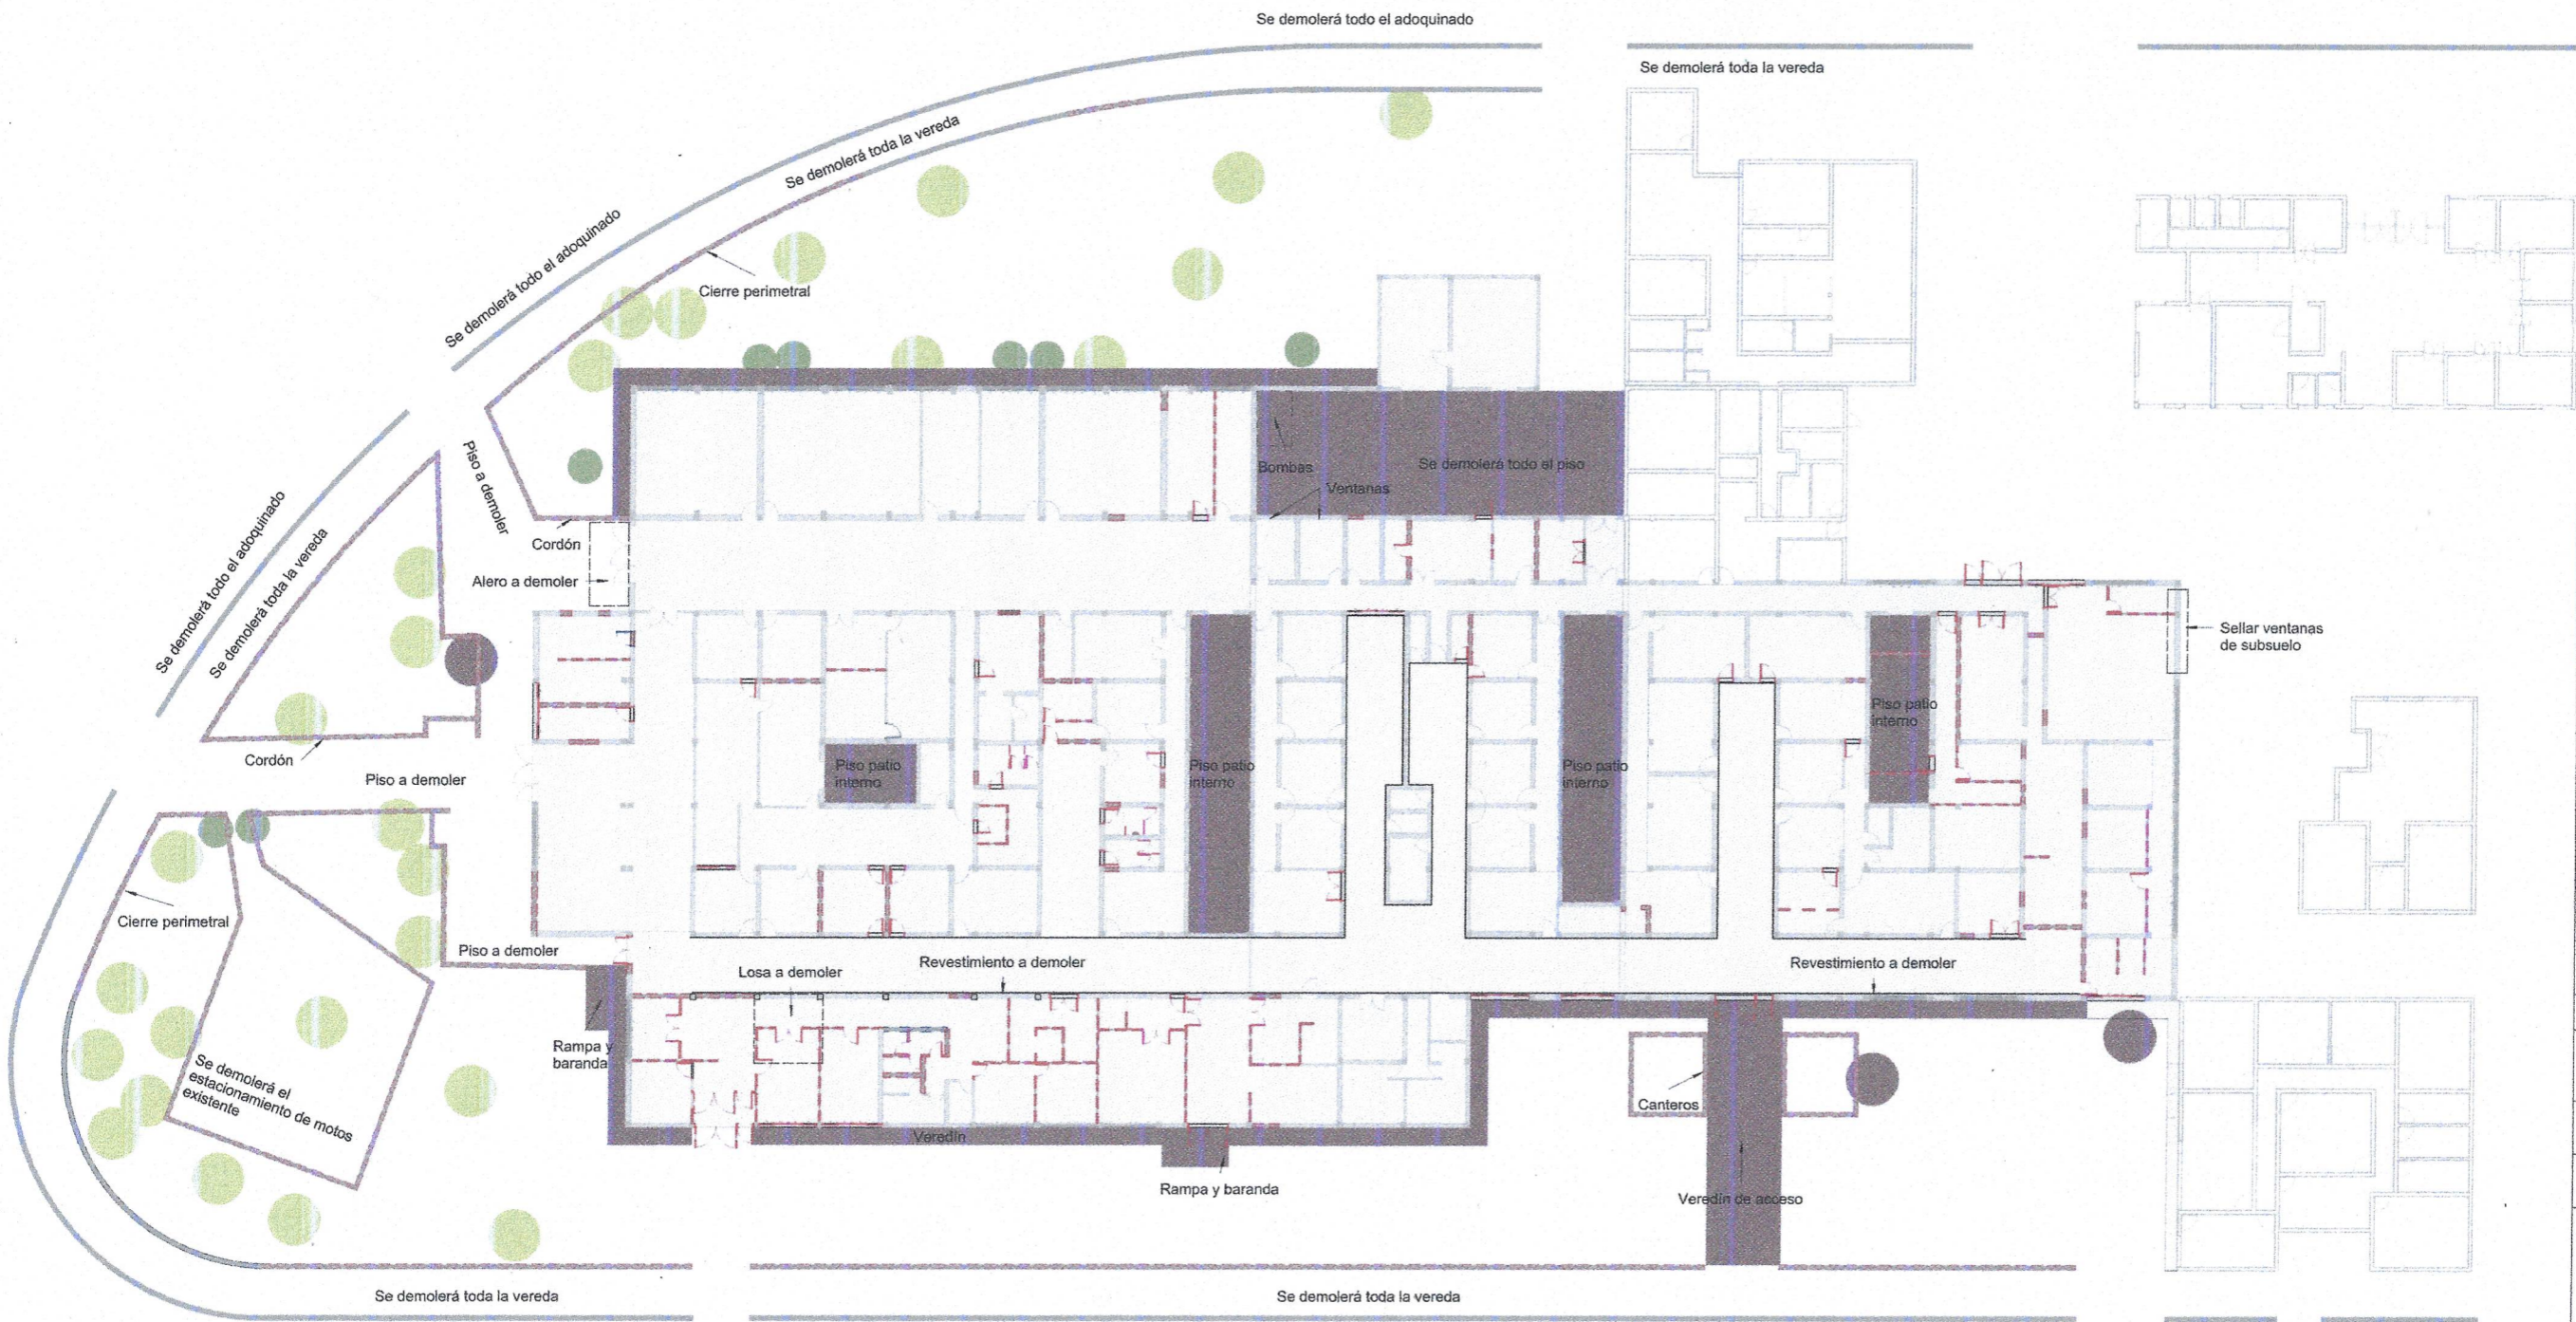 Se demolerá todo el adoquinado
Se demolerá toda la vereda
Se demolerá toda la vereda
Se demolerá todo el adoquinado
Cierre perimetral
Piso a demoler
Bombas
Se demolerá todo el piso
Ventanas
Se demolerá todo el adoquinado
Se demolerá toda la vereda
Cordón
Alero a demoler
Sellar ventanas
de subsuelo
Piso patio
interno
Cordón
Piso a demoler
Piso patio
interno
Piso patio
interno
Piso patio
interno
Cierre perimetral
Piso a demoler
Losa a demoler
Revestimiento a demoler
Revestimiento a demoler
Rampa y
baranda
Se demolerá el
estacionamiento de motos
existente
Canteros
Veredín
Rampa y baranda
Veredín de acceso
Se demolerá toda la vereda
Se demolerá toda la vereda